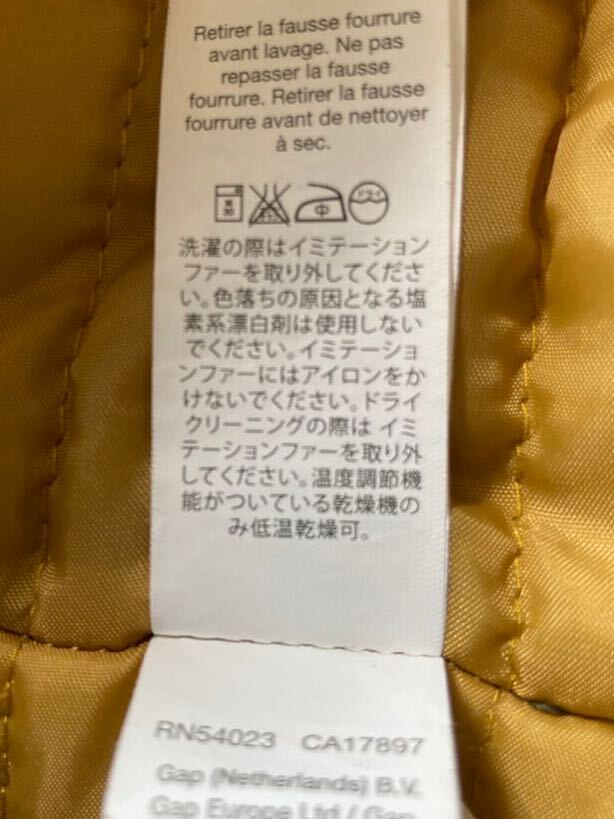 Retirer la fausse fourrure
avant lavage. Ne pas
repasser la fausse
fourrure. Retirer la fausse
fourrure avant de nettoyer
à sec.
ドライ
洗濯の際はイミテーション
ファーを取り外してくださ
い。色落ちの原因となる塩
素系漂白剤は使用しない
でください。イミテーショ
ンファーにはアイロンをか
けないでください。ドライ
クリーニングの際は イミ
テーションファーを取り外
してください。温度調節機
能がついている乾燥機の
み低温乾燥可。
RN54023 CA17897
Gap (Netherlands) B.V.
Gap Europe Ltd / Gap